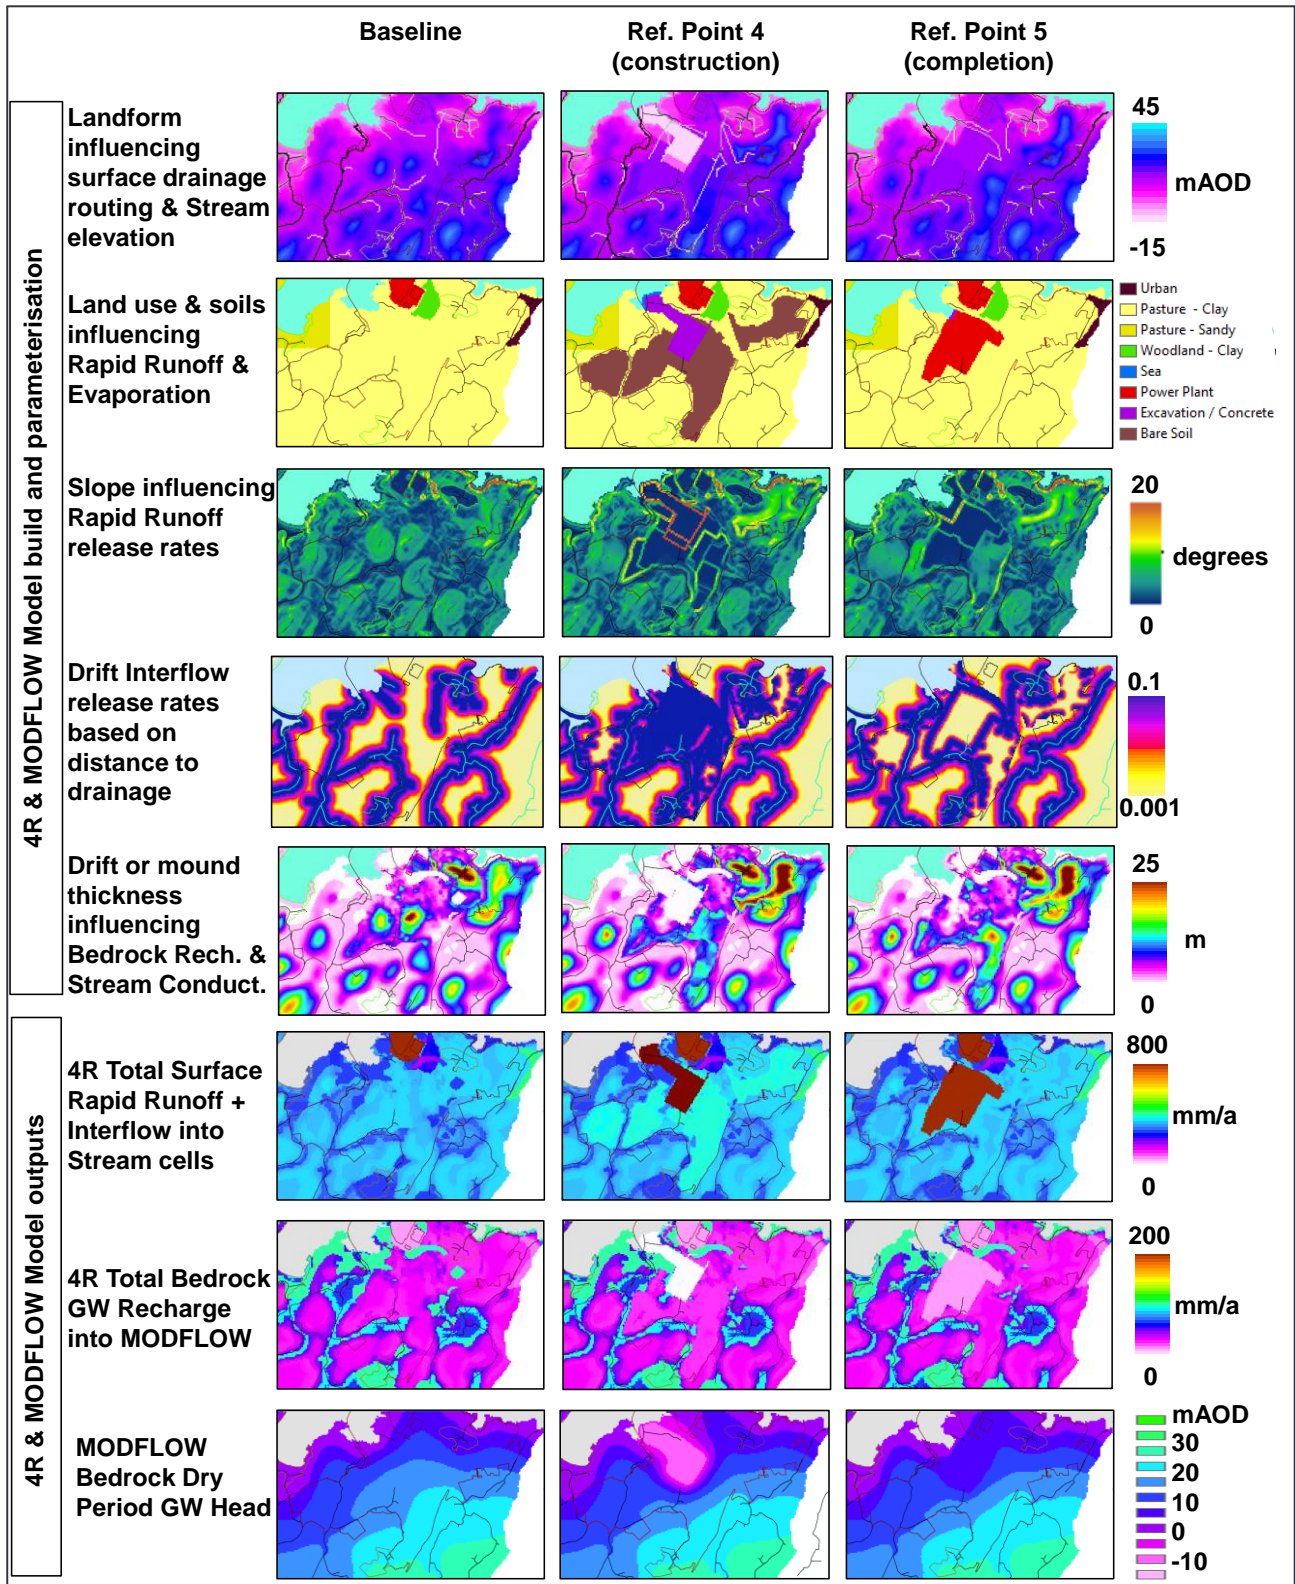 Baseline
Ref. Point 4
(construction)
Ref. Point 5
(completion)
4R & MODFLOW Model build and parameterisation
Landform
influencing
surface drainage
routing & Stream
elevation
45
mAOD
-15
Land use & soils
influencing
Rapid Runoff &
Evaporation
Urban
Pasture - Clay
Pasture - Sandy
Woodland - Clay
Sea
Power Plant
Excavation / Concrete
Bare Soil
Slope influencing
Rapid Runoff
release rates
20
degrees
0
Drift Interflow
release rates
based on
distance to
drainage
0.1
0.001
Drift or mound
thickness
influencing
Bedrock Rech. &
Stream Conduct.
25
m
0
4R & MODFLOW Model outputs
4R Total Surface
Rapid Runoff +
Interflow into
Stream cells
800
mm/a
0
4R Total Bedrock
GW Recharge
into MODFLOW
200
mm/a
0
MODFLOW
Bedrock Dry
Period GW Head
mAOD
30
20
10
0
-10